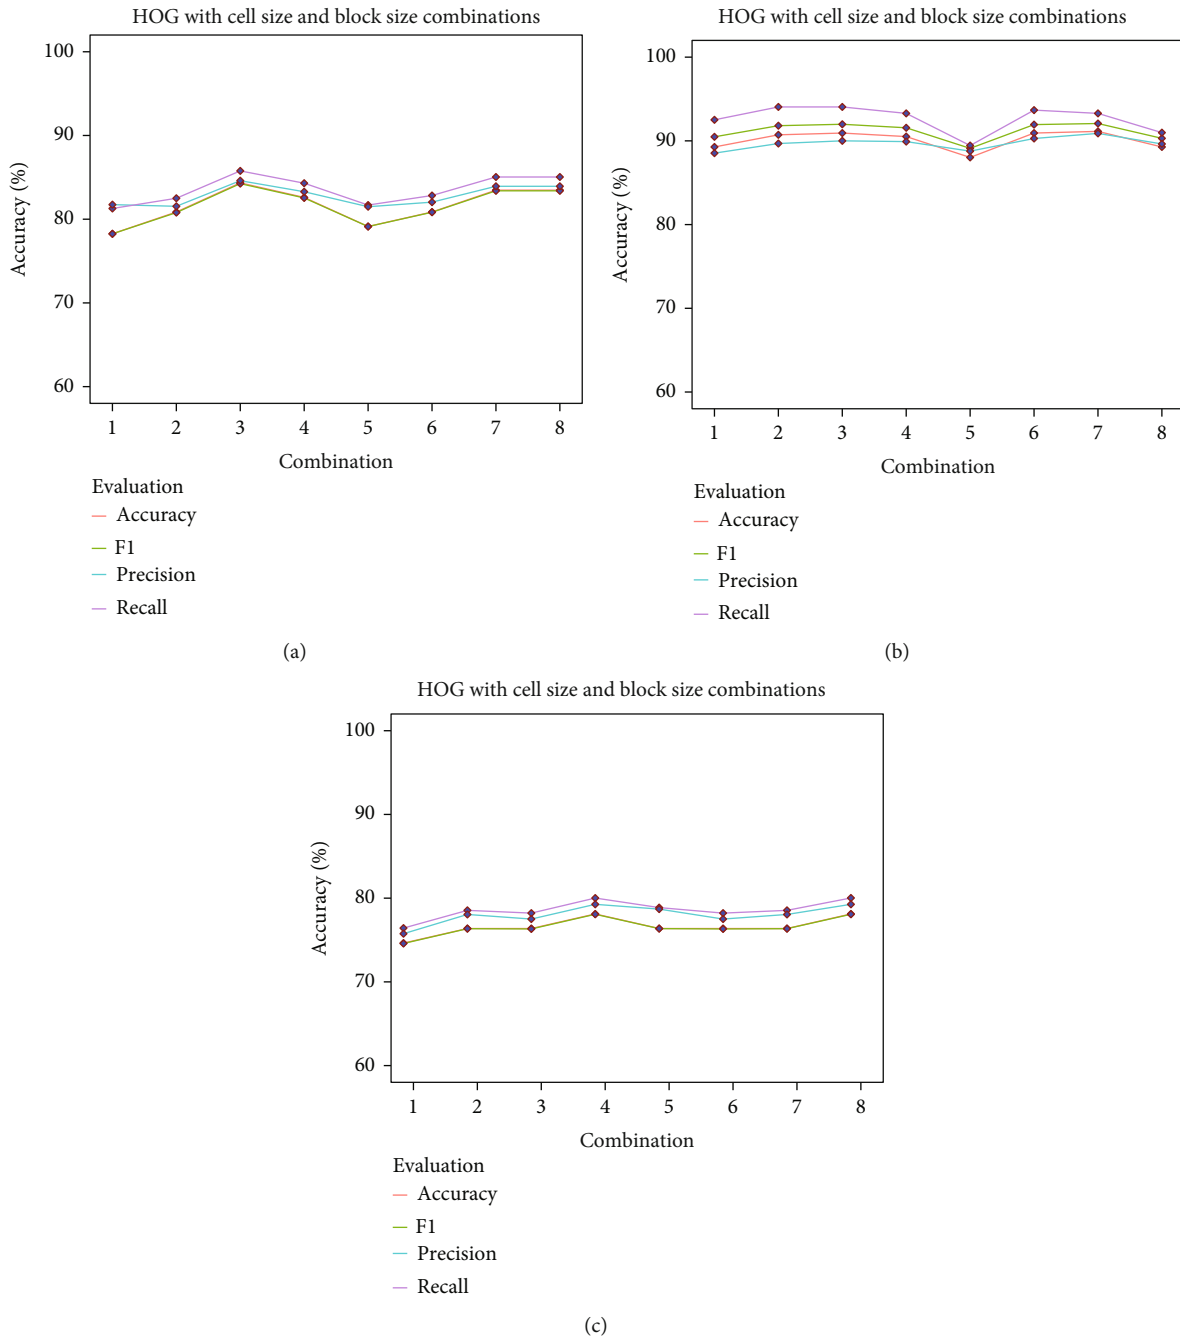 HOG with cell size and block size combinations
100
90
80
70
60
Accuracy (%)
1 2 3 4 5 6 7 8
Combination
Evaluation
Accuracy
F1
Precision
Recall
(a)
HOG with cell size and block size combinations
100
90
80
70
60
Accuracy (%)
1 2 3 4 5 6 7 8
Combination
Evaluation
Accuracy
F1
Precision
Recall
(b)
HOG with cell size and block size combinations
100
90
80
70
60
Accuracy (%)
1 2 3 4 5 6 7 8
Combination
Evaluation
Accuracy
F1
Precision
Recall
(c)